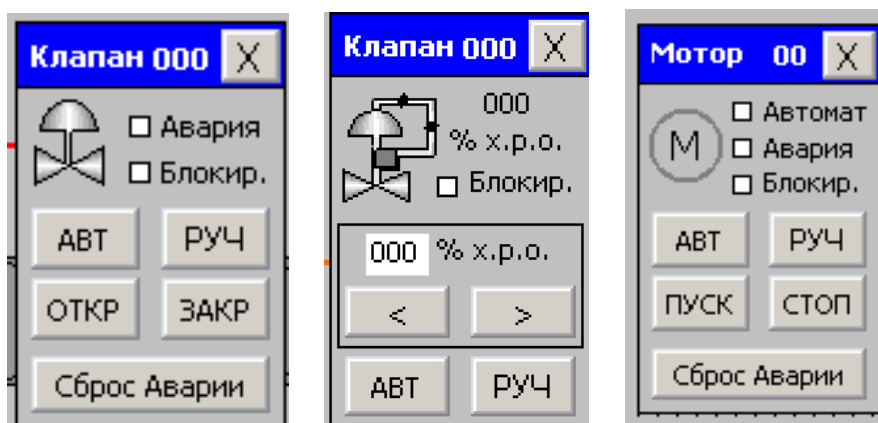 Клапан 000 X
Авария
Блокир.
АВТ РУЧ
ОТКР ЗАКР
Сброс Аварии
Клапан 000 X
000
% х.р.о.
Блокир.
000 % х.р.о.
< >
АВТ РУЧ
Мотор 00 X
M
Автомат
Авария
Блокир.
АВТ РУЧ
ПУСК СТОП
Сброс Аварии